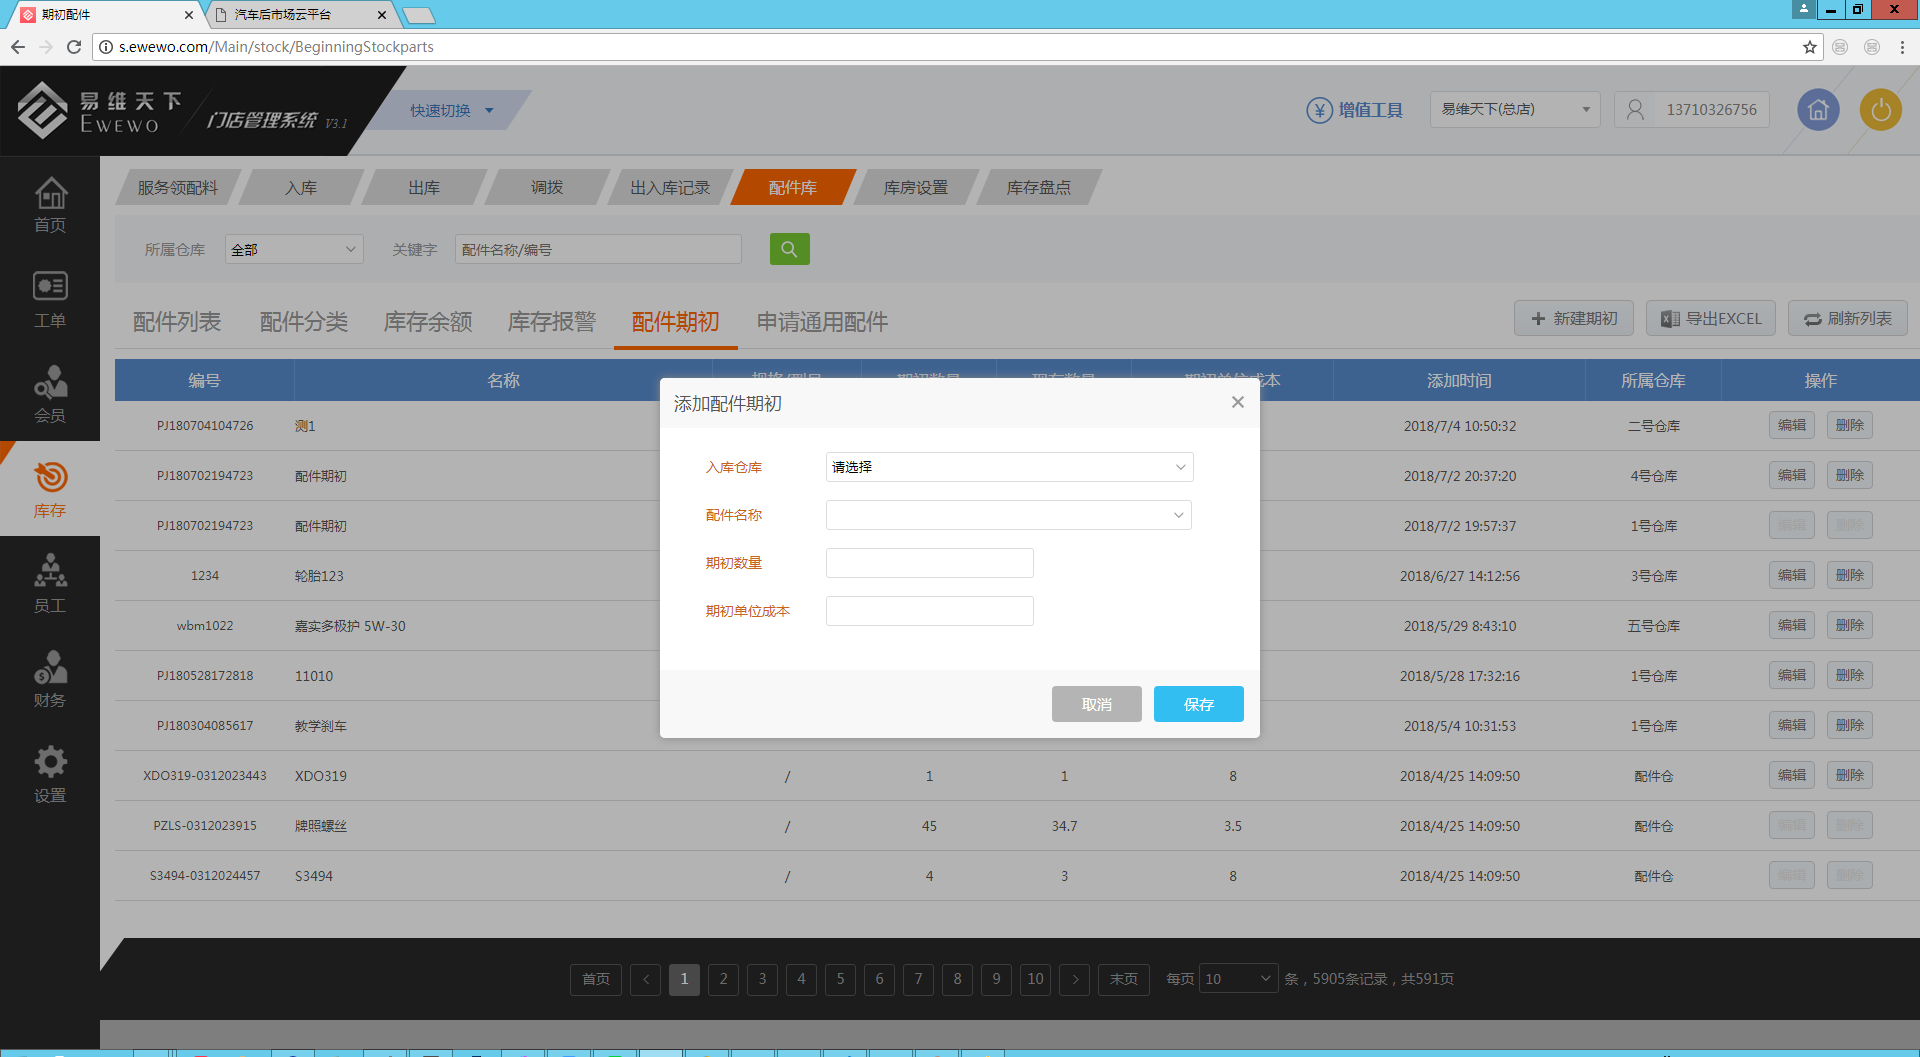 期初配件
汽车后市场云平台
s.ewewo.com/Main/stock/BeginningStockparts
易维天下
EWEWO
门店管理系统 V3.1
快速切换
增值工具
易维天下(总店)
13710326756
首页
工单
会员
库存
员工
财务
设置
服务领配料 入库 出库 调拨 出入库记录 配件库 库房设置 库存盘点
所属仓库 全部 关键字 配件名称/编号
配件列表 配件分类 库存余额 库存报警 配件期初 申请通用配件
新建期初 导出EXCEL 刷新列表
编号 名称 添加时间 所属仓库 操作
PJ180704104726 测1 2018/7/4 10:50:32 二号仓库 编辑 删除
PJ180702194723 配件期初 2018/7/2 20:37:20 4号仓库 编辑 删除
PJ180702194723 配件期初 2018/7/2 19:57:37 1号仓库 编辑 删除
1234 轮胎123 2018/6/27 14:12:56 3号仓库 编辑 删除
wbm1022 嘉实多极护 5W-30 2018/5/29 8:43:10 五号仓库 编辑 删除
PJ180528172818 11010 2018/5/28 17:32:16 1号仓库 编辑 删除
PJ180304085617 教学刹车 2018/5/4 10:31:53 1号仓库 编辑 删除
XDO319-0312023443 XDO319 / 1 1 8 2018/4/25 14:09:50 配件仓 编辑 删除
PZLS-0312023915 牌照螺丝 / 45 34.7 3.5 2018/4/25 14:09:50 配件仓 编辑 删除
S3494-0312024457 S3494 / 4 3 8 2018/4/25 14:09:50 配件仓 编辑 删除
添加配件期初
入库仓库 请选择
配件名称
期初数量
期初单位成本
取消 保存
首页 < 1 2 3 4 5 6 7 8 9 10 > 末页 每页 10 条，5905条记录，共591页